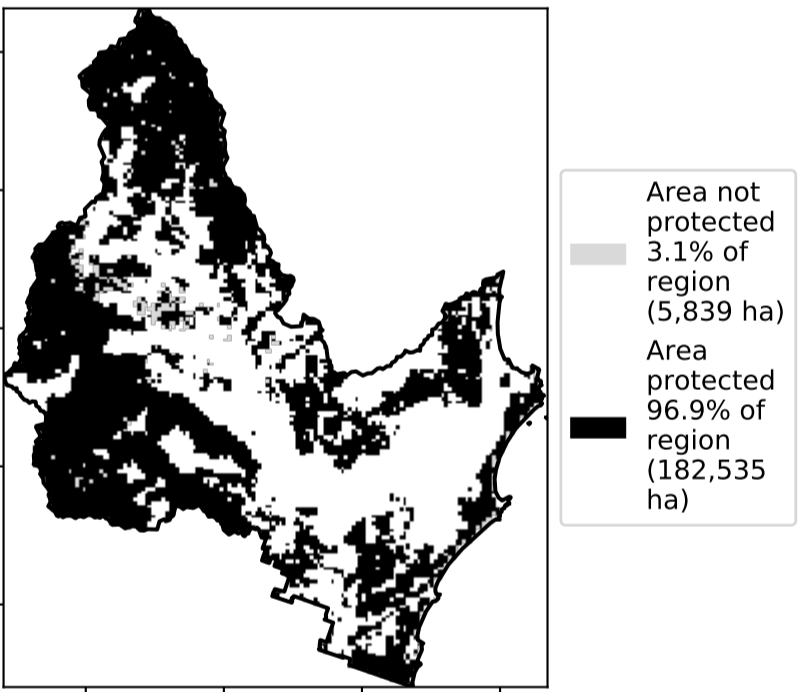 Area not
protected
3.1% of
region
(5,839 ha)
Area
protected
96.9% of
region
(182,535
ha)